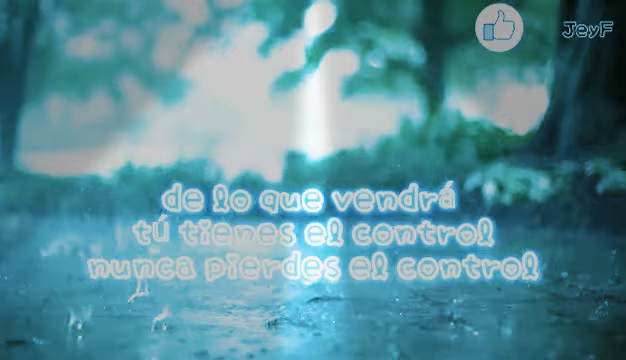 JeyF
de lo que vendrá
tú tienes el control
nunca pierdes el control